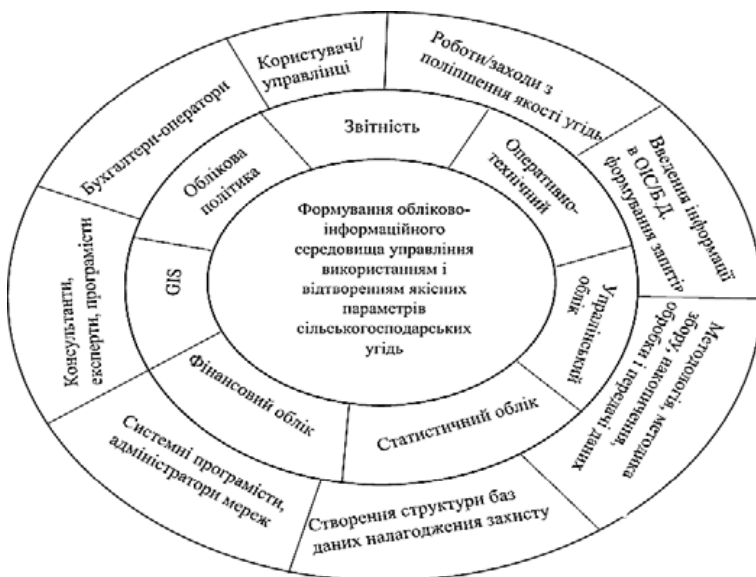 Користувачі/
управлінці
Роботи/заходи з
поліпшення якості угідь
Введення інформації
в ОІС/Б.Д.
формування запитів
Методологія, методика
збору, накопичення,
обробки і передачі даних
Створення структури баз
даних налагодження захисту
Системні програмісти,
адміністратори мереж
Консультанти,
експерти, програмісти
Бухгалтери-оператори
Звітність
Оперативно-
технічний
Упралінський
облік
Статистичний облік
Фінансовий облік
GIS
Облікова
політика
Формування обліково-
інформаційного
середовища управління
використанням і
відтворенням якісних
параметрів
сільськогосподарських
угідь